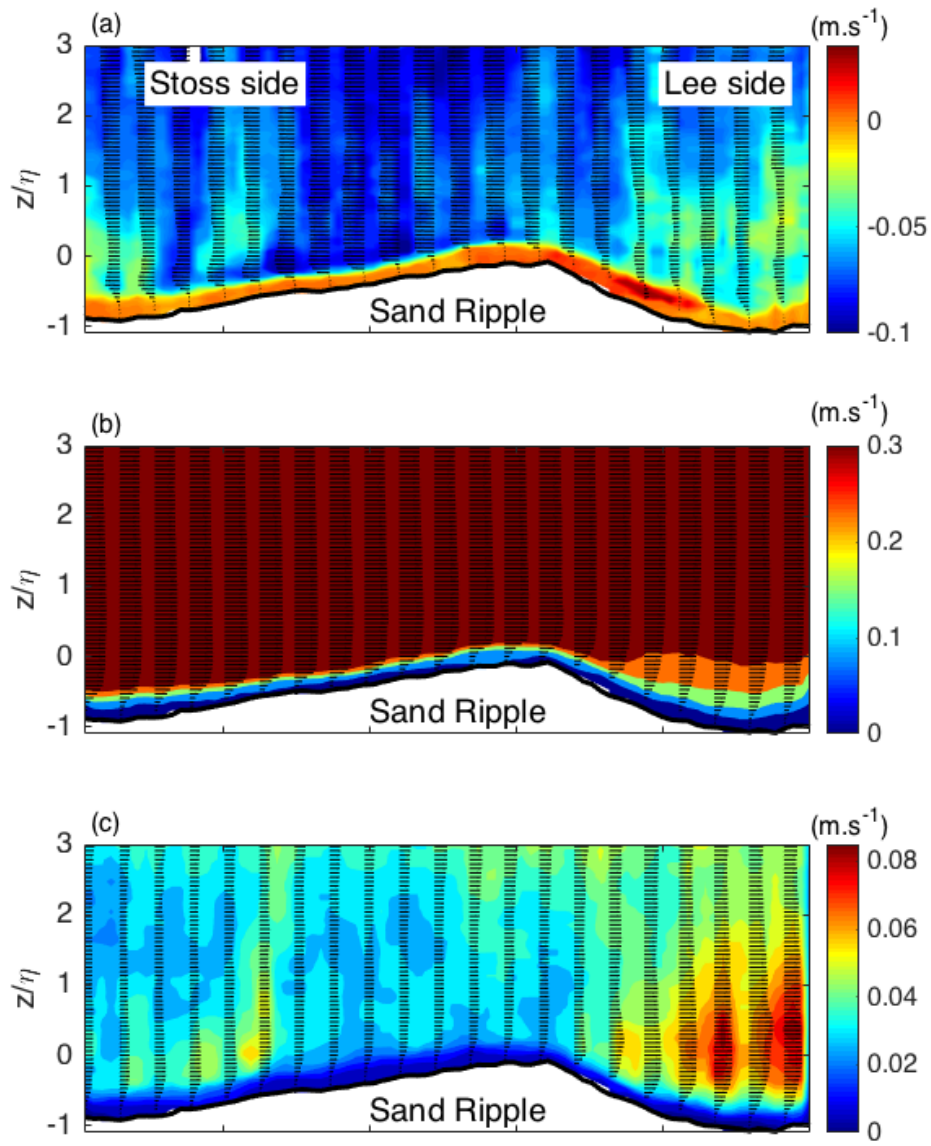 (a)
(m.s⁻¹)
3
Stoss side
Lee side
2
1
0
-1
z/η
Sand Ripple
0
-0.05
-0.1
(b)
(m.s⁻¹)
3
2
1
0
-1
z/η
Sand Ripple
0.3
0.2
0.1
0
(c)
(m.s⁻¹)
3
2
1
0
-1
z/η
Sand Ripple
0.08
0.06
0.04
0.02
0